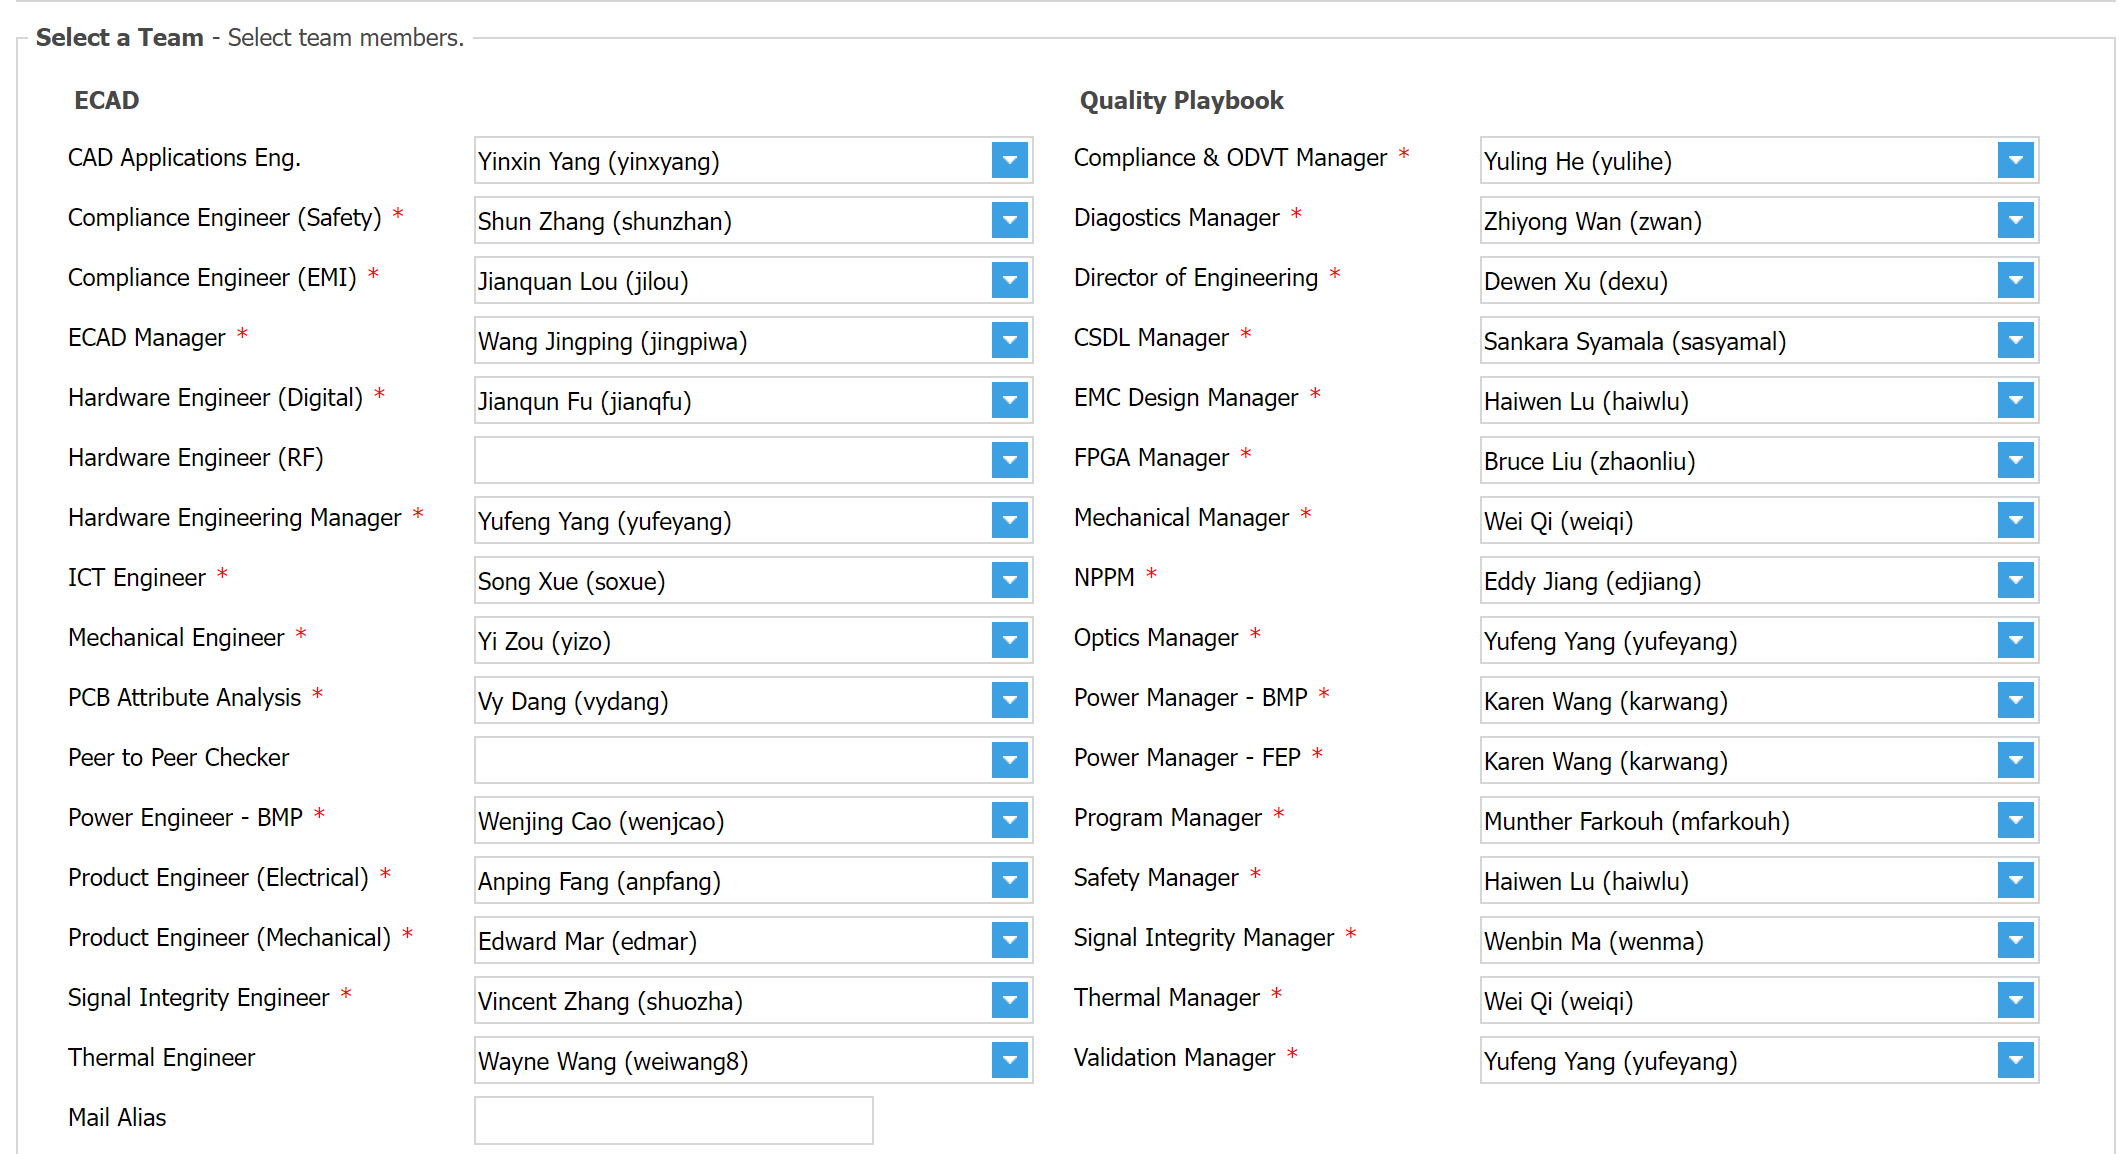 Select a Team - Select team members.
ECAD
CAD Applications Eng. Yinxin Yang (yinxyang)
Compliance Engineer (Safety) * Shun Zhang (shunzhan)
Compliance Engineer (EMI) * Jianquan Lou (jilou)
ECAD Manager * Wang Jingping (jingpiwa)
Hardware Engineer (Digital) * Jianqun Fu (jianqfu)
Hardware Engineer (RF)
Hardware Engineering Manager * Yufeng Yang (yufeyang)
ICT Engineer * Song Xue (soxue)
Mechanical Engineer * Yi Zou (yizo)
PCB Attribute Analysis * Vy Dang (vydang)
Peer to Peer Checker
Power Engineer - BMP * Wenjing Cao (wenjcao)
Product Engineer (Electrical) * Anping Fang (anpfang)
Product Engineer (Mechanical) * Edward Mar (edmar)
Signal Integrity Engineer * Vincent Zhang (shuozha)
Thermal Engineer Wayne Wang (weiwang8)
Mail Alias
Quality Playbook
Compliance & ODVT Manager * Yuling He (yulihe)
Diagostics Manager * Zhiyong Wan (zwan)
Director of Engineering * Dewen Xu (dexu)
CSDL Manager * Sankara Syamala (sasyamal)
EMC Design Manager * Haiwen Lu (haiwlu)
FPGA Manager * Bruce Liu (zhaonliu)
Mechanical Manager * Wei Qi (weiqi)
NPPM * Eddy Jiang (edjiang)
Optics Manager * Yufeng Yang (yufeyang)
Power Manager - BMP * Karen Wang (karwang)
Power Manager - FEP * Karen Wang (karwang)
Program Manager * Munther Farkouh (mfarkouh)
Safety Manager * Haiwen Lu (haiwlu)
Signal Integrity Manager * Wenbin Ma (wenma)
Thermal Manager * Wei Qi (weiqi)
Validation Manager * Yufeng Yang (yufeyang)